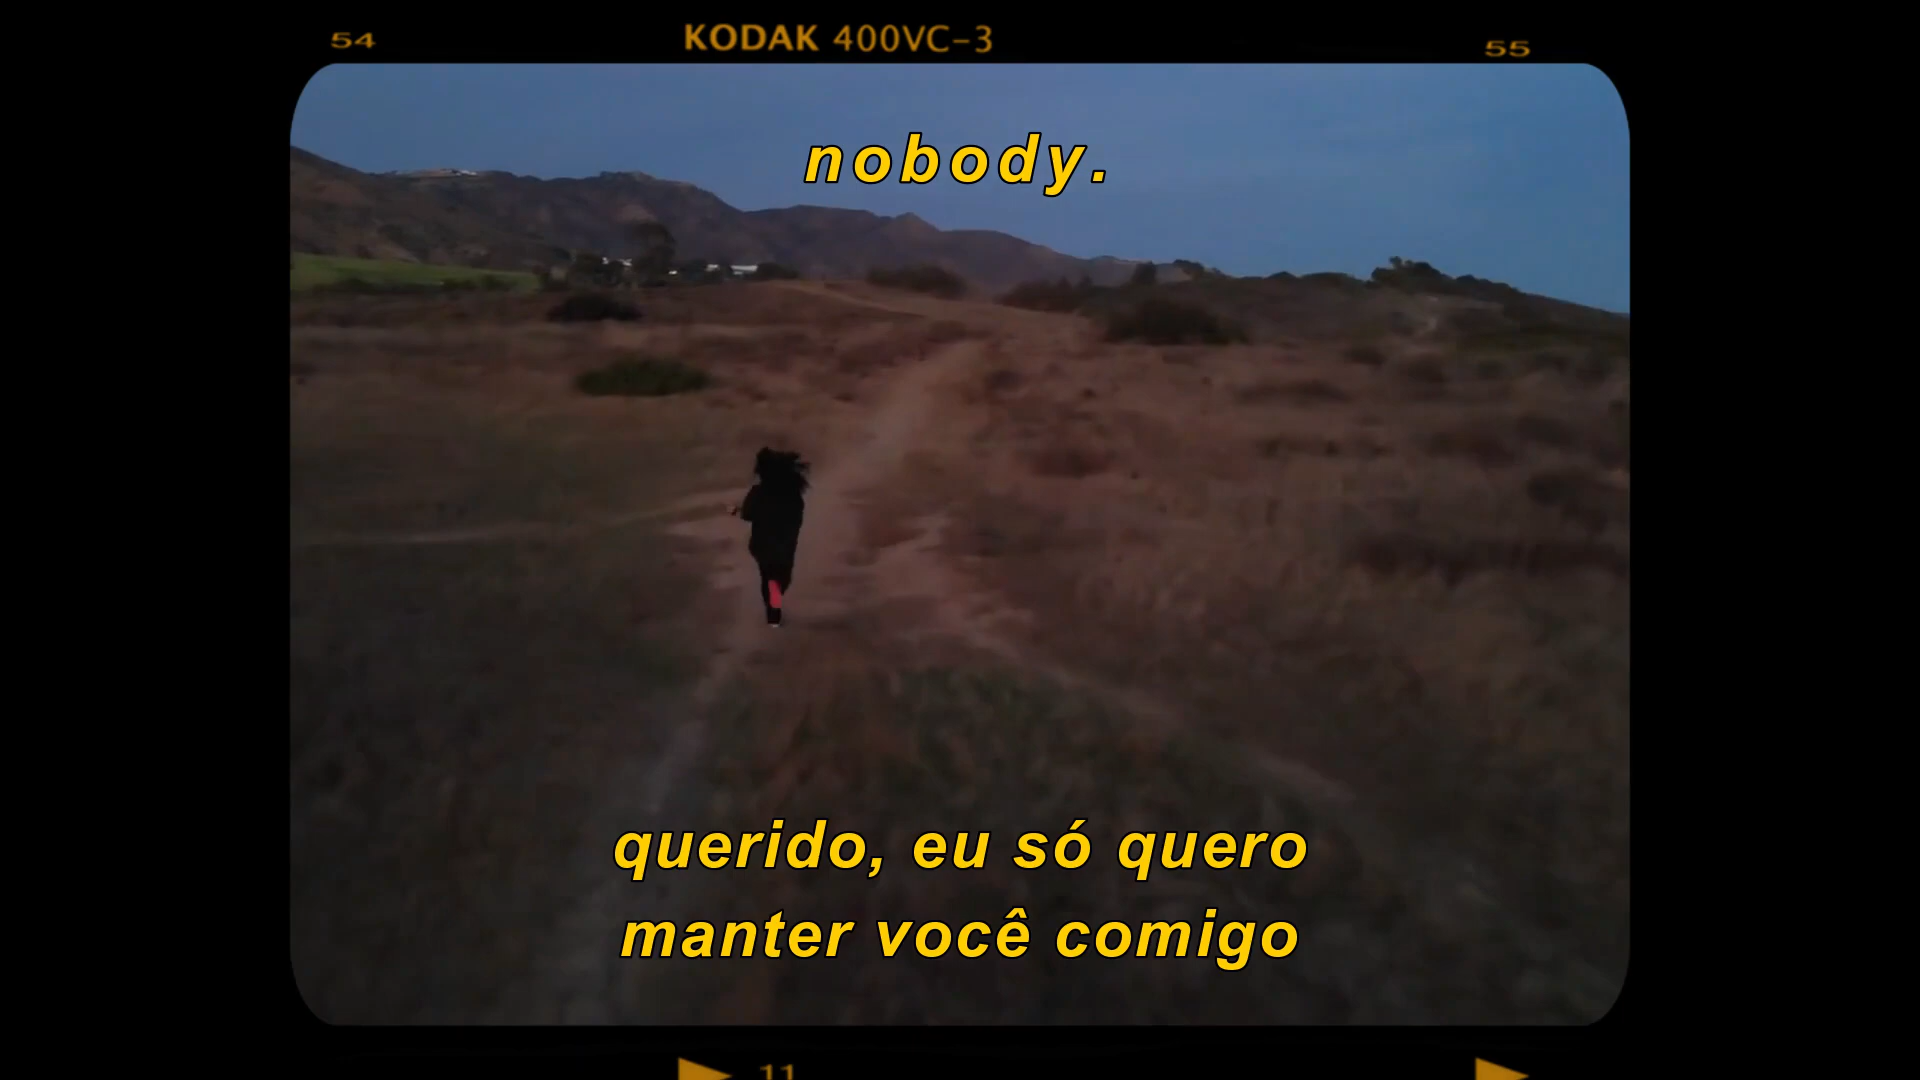 54 KODAK 400VC-3 55
nobody.
querido, eu só quero
manter você comigo
11